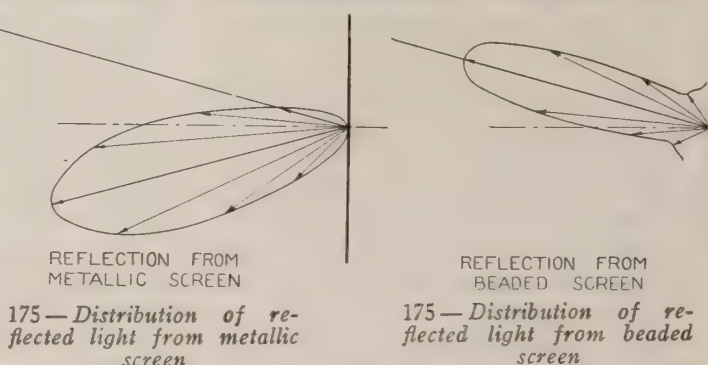 REFLECTION FROM
METALLIC SCREEN
175—Distribution of re-
flected light from metallic
screen
REFLECTION FROM
BEADED SCREEN
175—Distribution of re-
flected light from beaded
screen